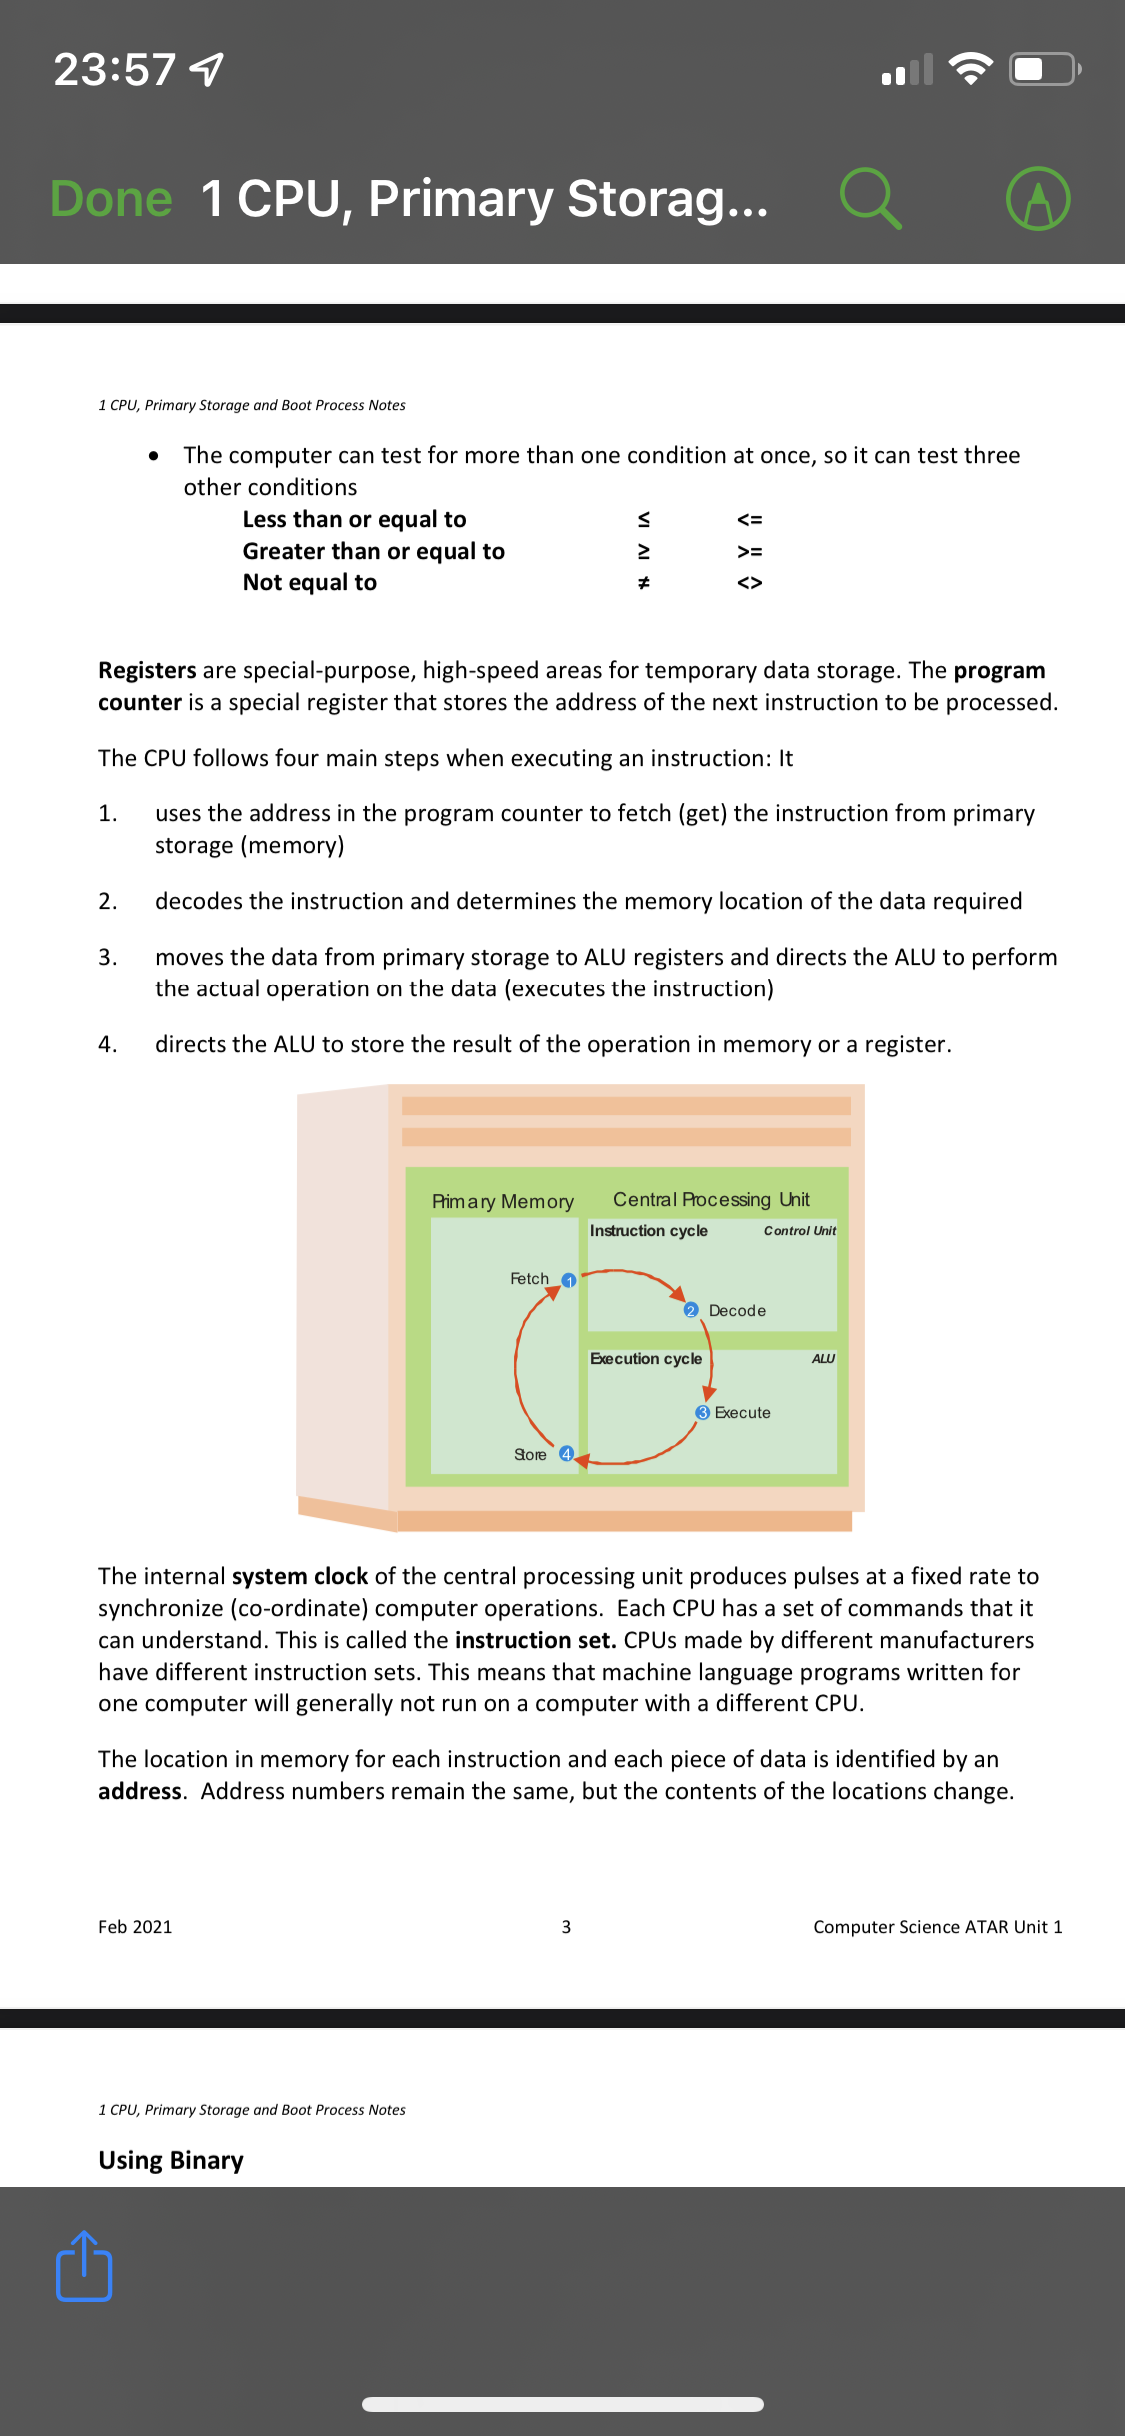 23:57
Done 1 CPU, Primary Storag...
1 CPU, Primary Storage and Boot Process Notes
• The computer can test for more than one condition at once, so it can test three
other conditions
Less than or equal to ≤ <=
Greater than or equal to ≥ >=
Not equal to ≠ <>
Registers are special-purpose, high-speed areas for temporary data storage. The program
counter is a special register that stores the address of the next instruction to be processed.
The CPU follows four main steps when executing an instruction: It
1. uses the address in the program counter to fetch (get) the instruction from primary
storage (memory)
2. decodes the instruction and determines the memory location of the data required
3. moves the data from primary storage to ALU registers and directs the ALU to perform
the actual operation on the data (executes the instruction)
4. directs the ALU to store the result of the operation in memory or a register.
Primary Memory Central Processing Unit
Instruction cycle Control Unit
Fetch 1
2 Decode
Execution cycle ALU
3 Execute
Store 4
The internal system clock of the central processing unit produces pulses at a fixed rate to
synchronize (co-ordinate) computer operations. Each CPU has a set of commands that it
can understand. This is called the instruction set. CPUs made by different manufacturers
have different instruction sets. This means that machine language programs written for
one computer will generally not run on a computer with a different CPU.
The location in memory for each instruction and each piece of data is identified by an
address. Address numbers remain the same, but the contents of the locations change.
Feb 2021 3 Computer Science ATAR Unit 1
1 CPU, Primary Storage and Boot Process Notes
Using Binary